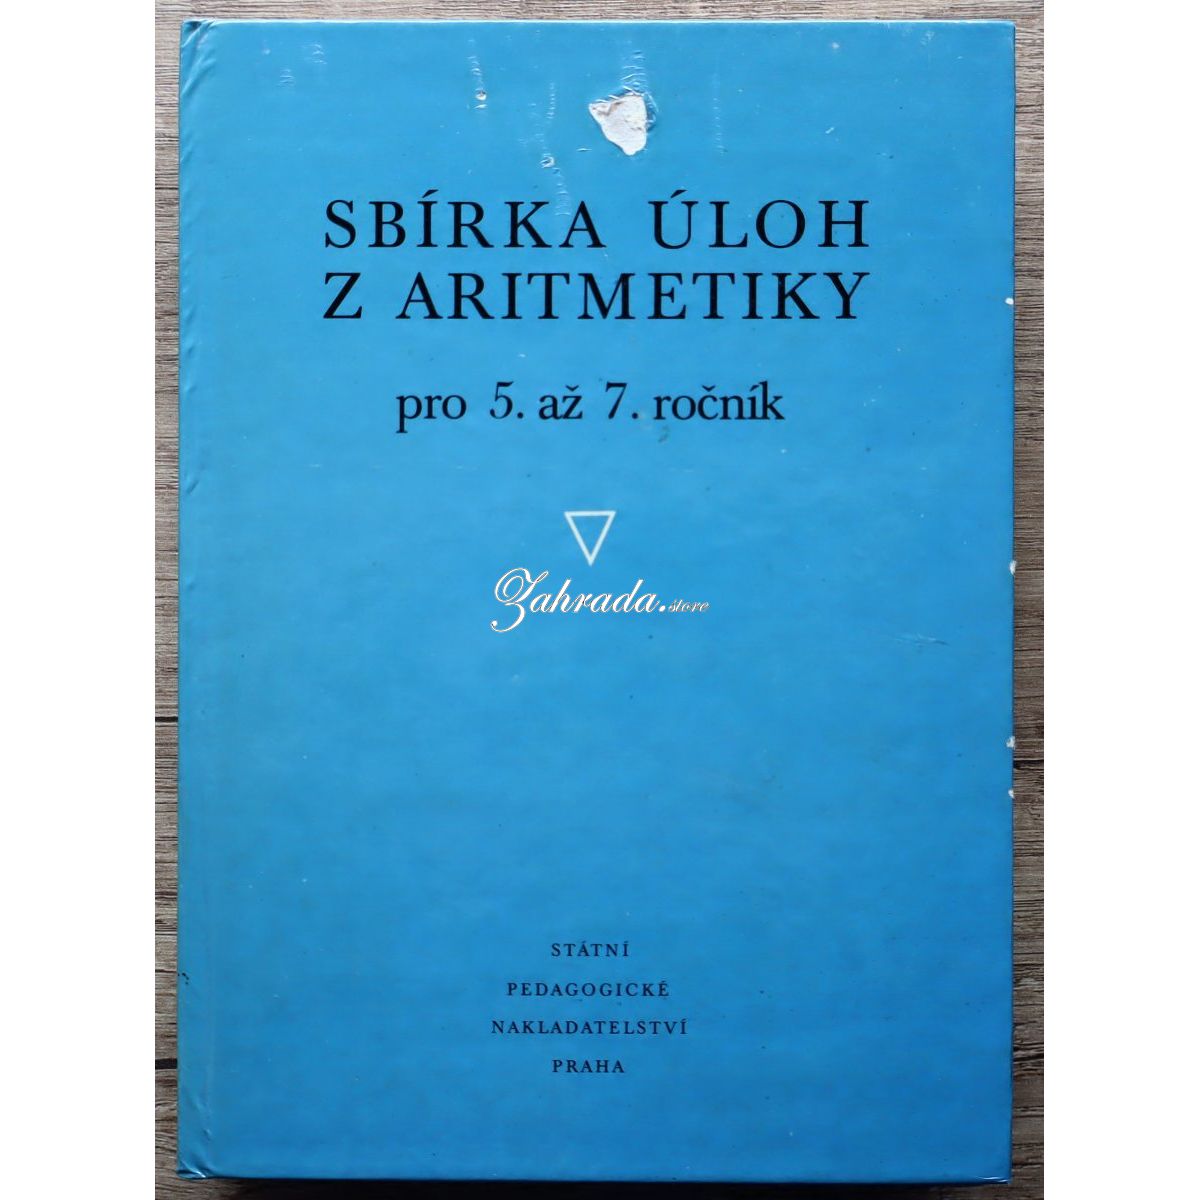 SBÍRKA ÚLOH
Z ARITMETIKY
pro 5. až 7. ročník
Zahrada.store
STÁTNÍ
PEDAGOGICKÉ
NAKLADATELSTVÍ
PRAHA